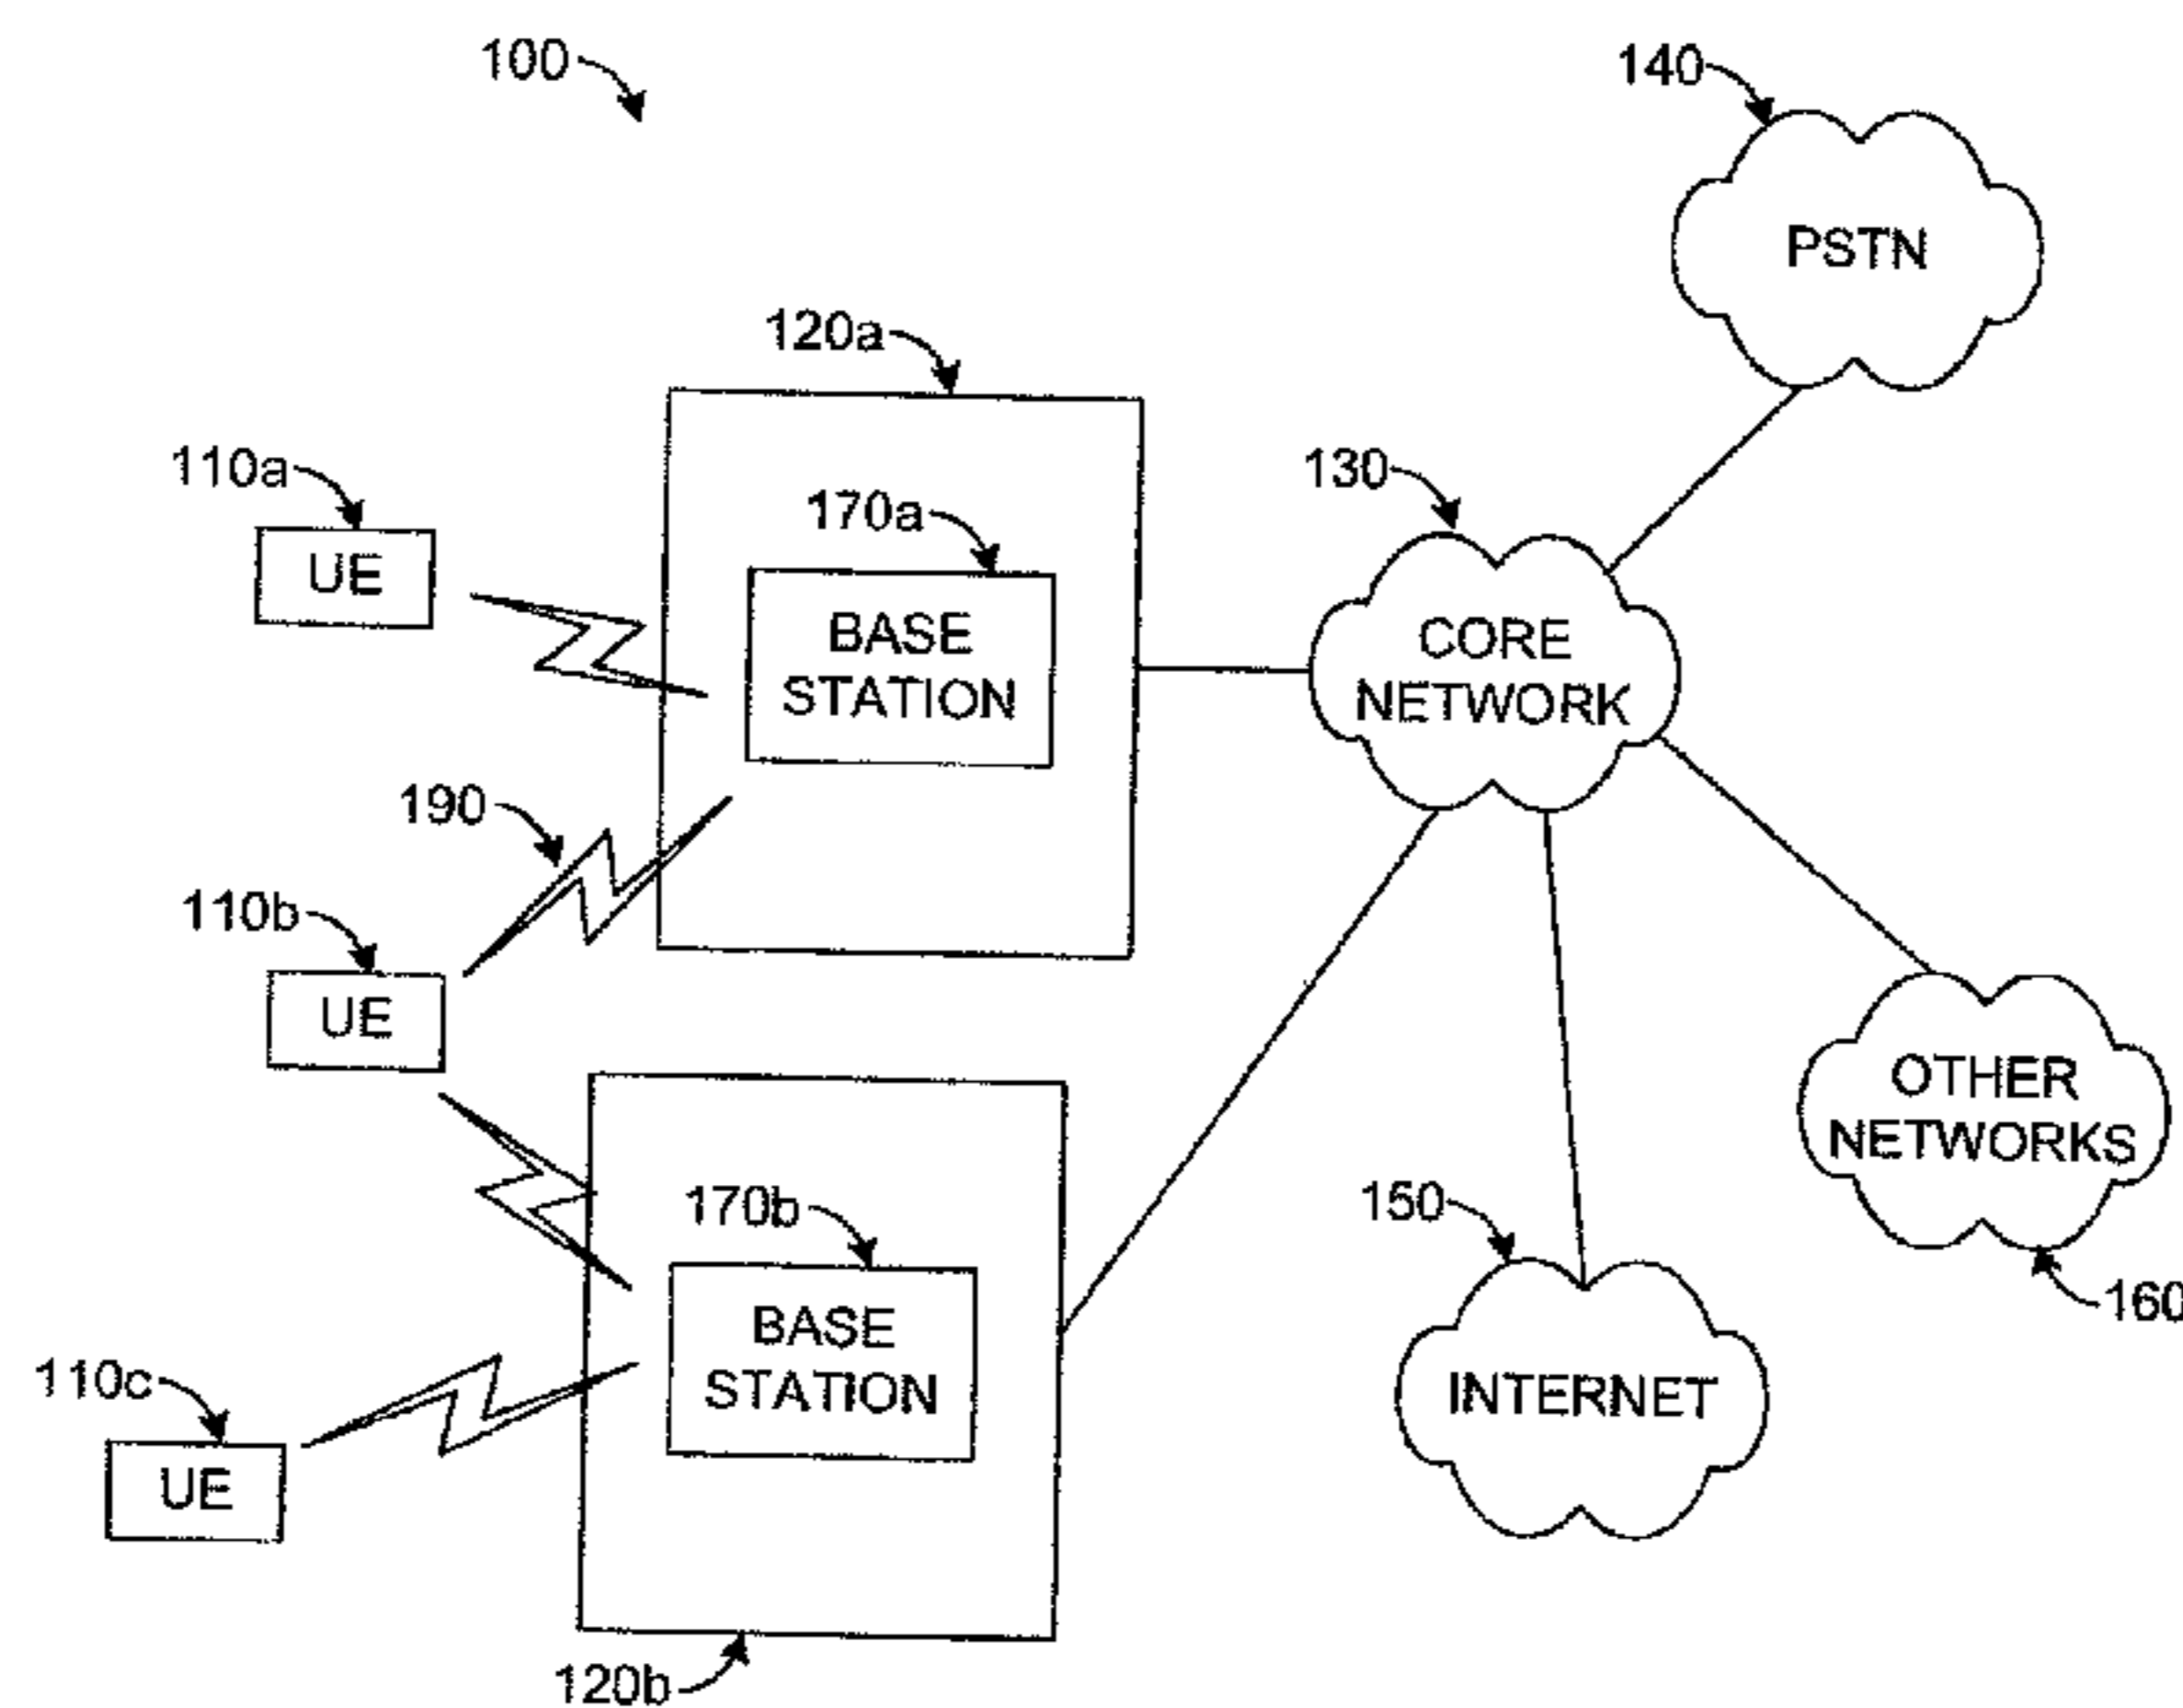 100
140
PSTN
120a
110a
130
170a
UE
BASE
STATION
CORE
NETWORK
190
110b
UE
OTHER
NETWORKS
170b
150
160
BASE
STATION
INTERNET
110c
UE
120b